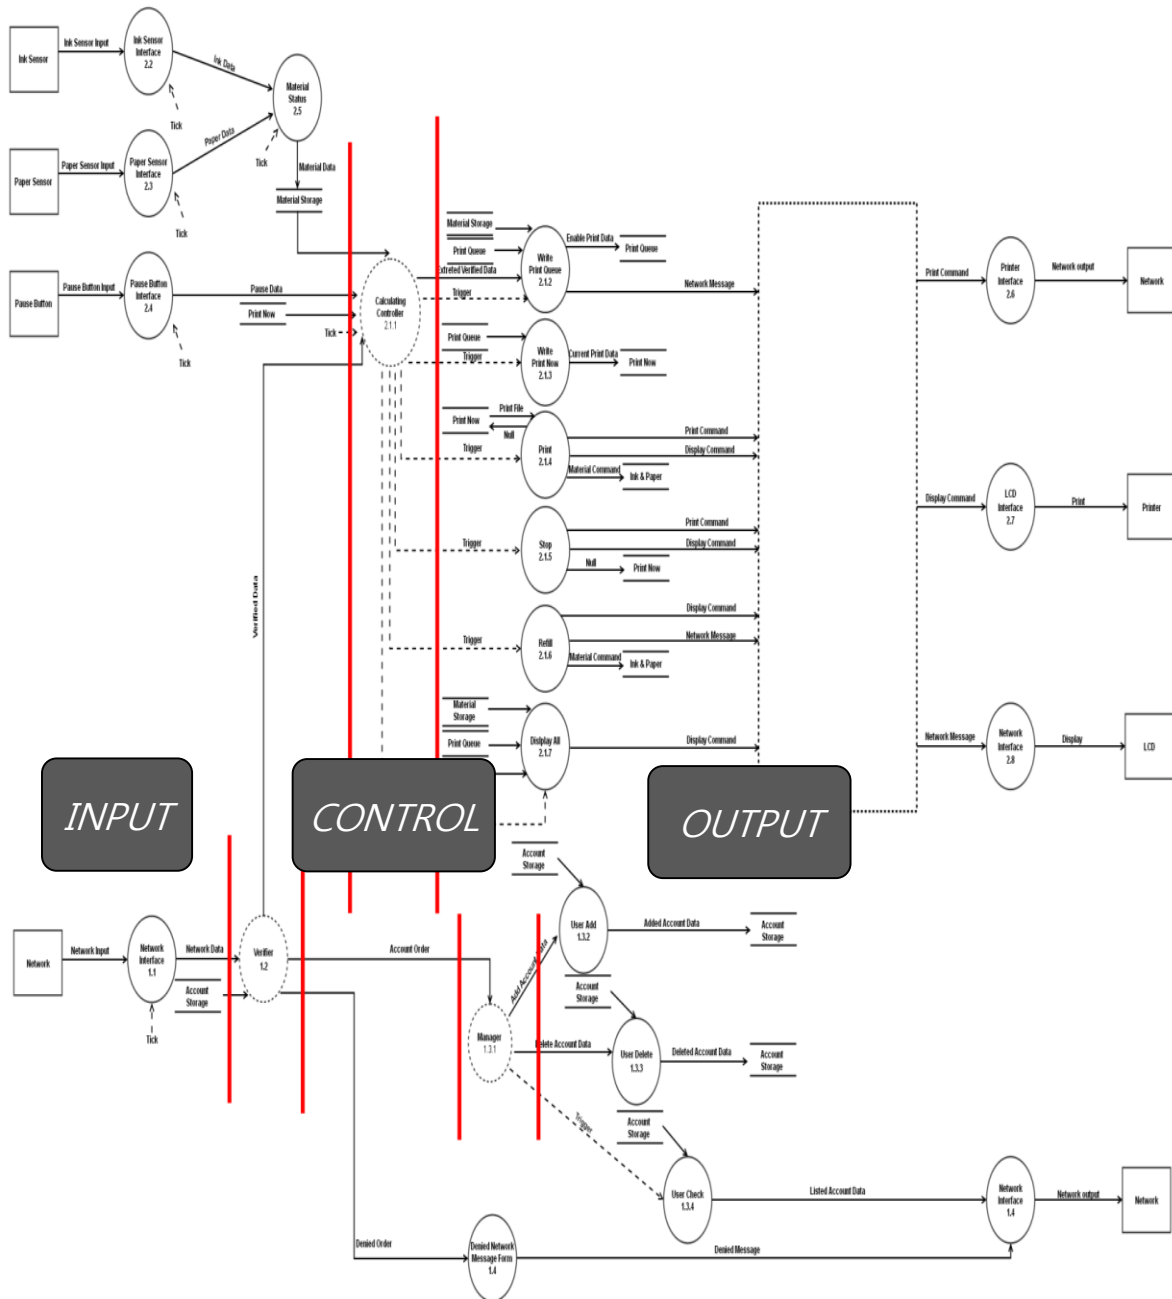 Ink Sensor
Ink Sensor Input
Ink Sensor
Interface
2.2
Ink Data
Tick
Material
Status
2.5
Paper Sensor
Paper Sensor Input
Paper Sensor
Interface
2.3
Paper Data
Tick
Tick
Material Data
Material Storage
Pause Button
Pause Button Input
Pause Button
Interface
2.4
Pause Data
Print Now
Tick
Tick
Calculating
Controller
2.1.1
Material Storage
Print Queue
Extreted Verified Data
Trigger
Write
Print Queue
2.1.2
Enable Print Data
Print Queue
Network Message
Print Queue
Trigger
Write
Print Now
2.1.3
Current Print Data
Print Now
Print File
Print Now
Null
Trigger
Print
2.1.4
Print Command
Display Command
Material Command
Ink & Paper
Trigger
Stop
2.1.5
Print Command
Display Command
Null
Print Now
Trigger
Refill
2.1.6
Display Command
Network Message
Material Command
Ink & Paper
Material
Storage
Print Queue
Dislplay All
2.1.7
Display Command
Print Command
Printer
Interface
2.6
Network output
Network
Display Command
LCD
Interface
2.7
Print
Printer
Network Message
Network
Interface
2.8
Display
LCD
Verified Data
INPUT
CONTROL
OUTPUT
Network
Network Input
Network
Interface
1.1
Tick
Network Data
Account
Storage
Verifier
1.2
Account Order
Manager
1.3.1
Add Account Data
Account
Storage
User Add
1.3.2
Added Account Data
Account
Storage
Delete Account Data
Account
Storage
User Delete
1.3.3
Deleted Account Data
Account
Storage
Trigger
Account
Storage
User Check
1.3.4
Listed Account Data
Network
Interface
1.4
Network output
Network
Denied Order
Denied Network
Message Form
1.4
Denied Message